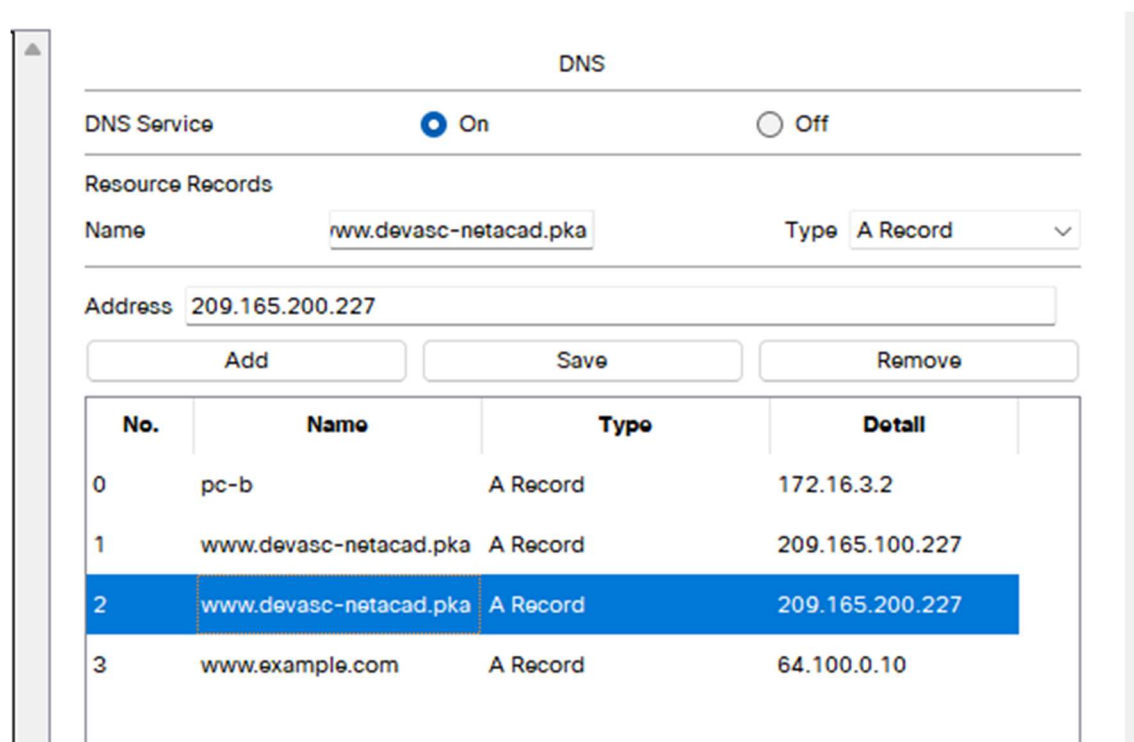 DNS
DNS Service On Off
Resource Records
Name www.devasc-netacad.pka Type A Record
Address 209.165.200.227
Add Save Remove
No. Name Type Detail
0 pc-b A Record 172.16.3.2
1 www.devasc-netacad.pka A Record 209.165.100.227
2 www.devasc-netacad.pka A Record 209.165.200.227
3 www.example.com A Record 64.100.0.10